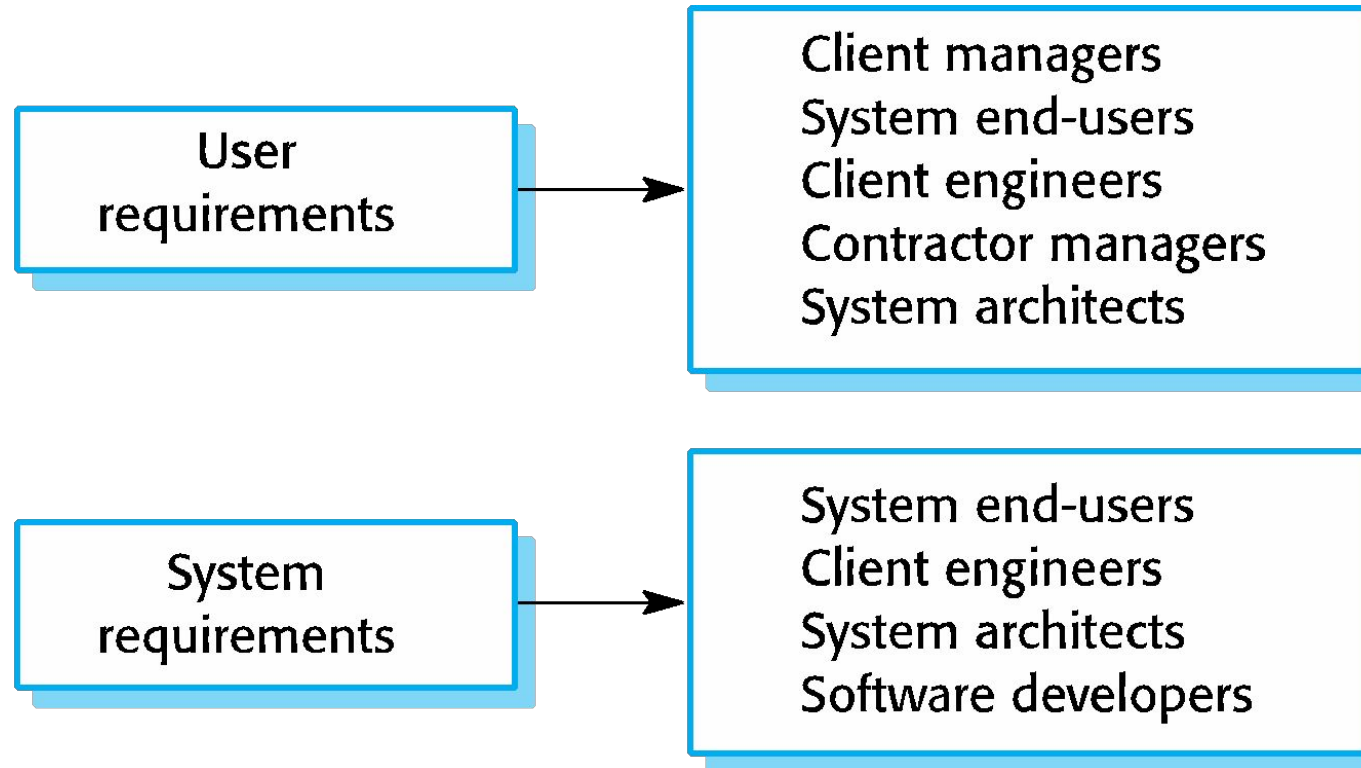 User
requirements
Client managers
System end-users
Client engineers
Contractor managers
System architects
System
requirements
System end-users
Client engineers
System architects
Software developers